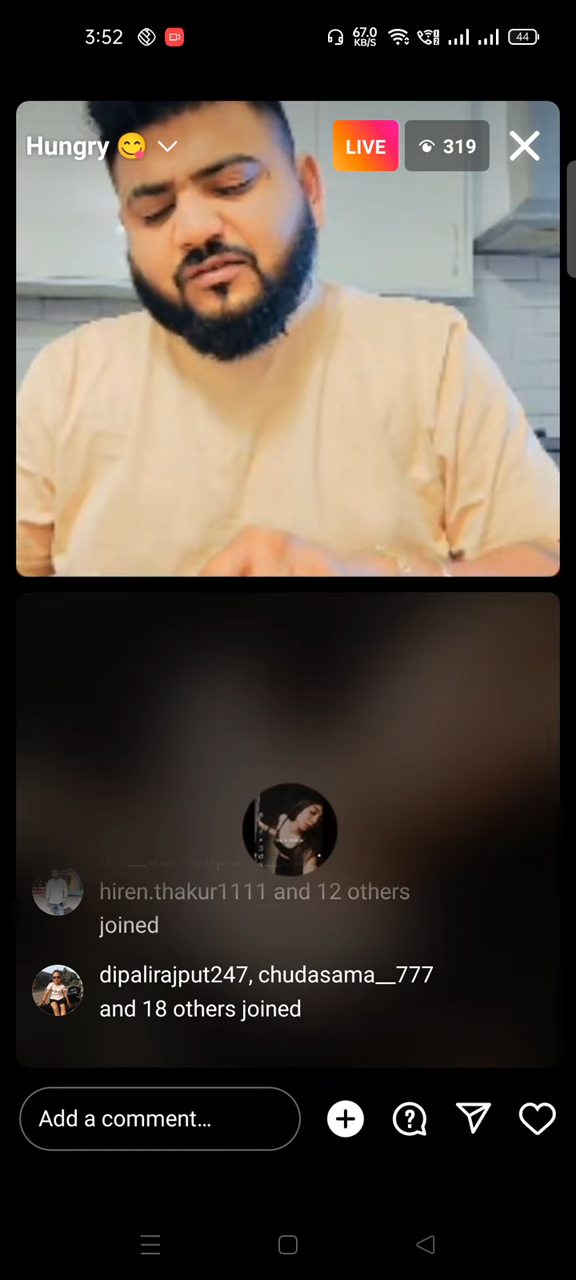 3:52 67.0 KB/S 44
Hungry 😋 LIVE 319
hiren.thakur1111 and 12 others
joined
dipalirajput247, chudasama__777
and 18 others joined
Add a comment...